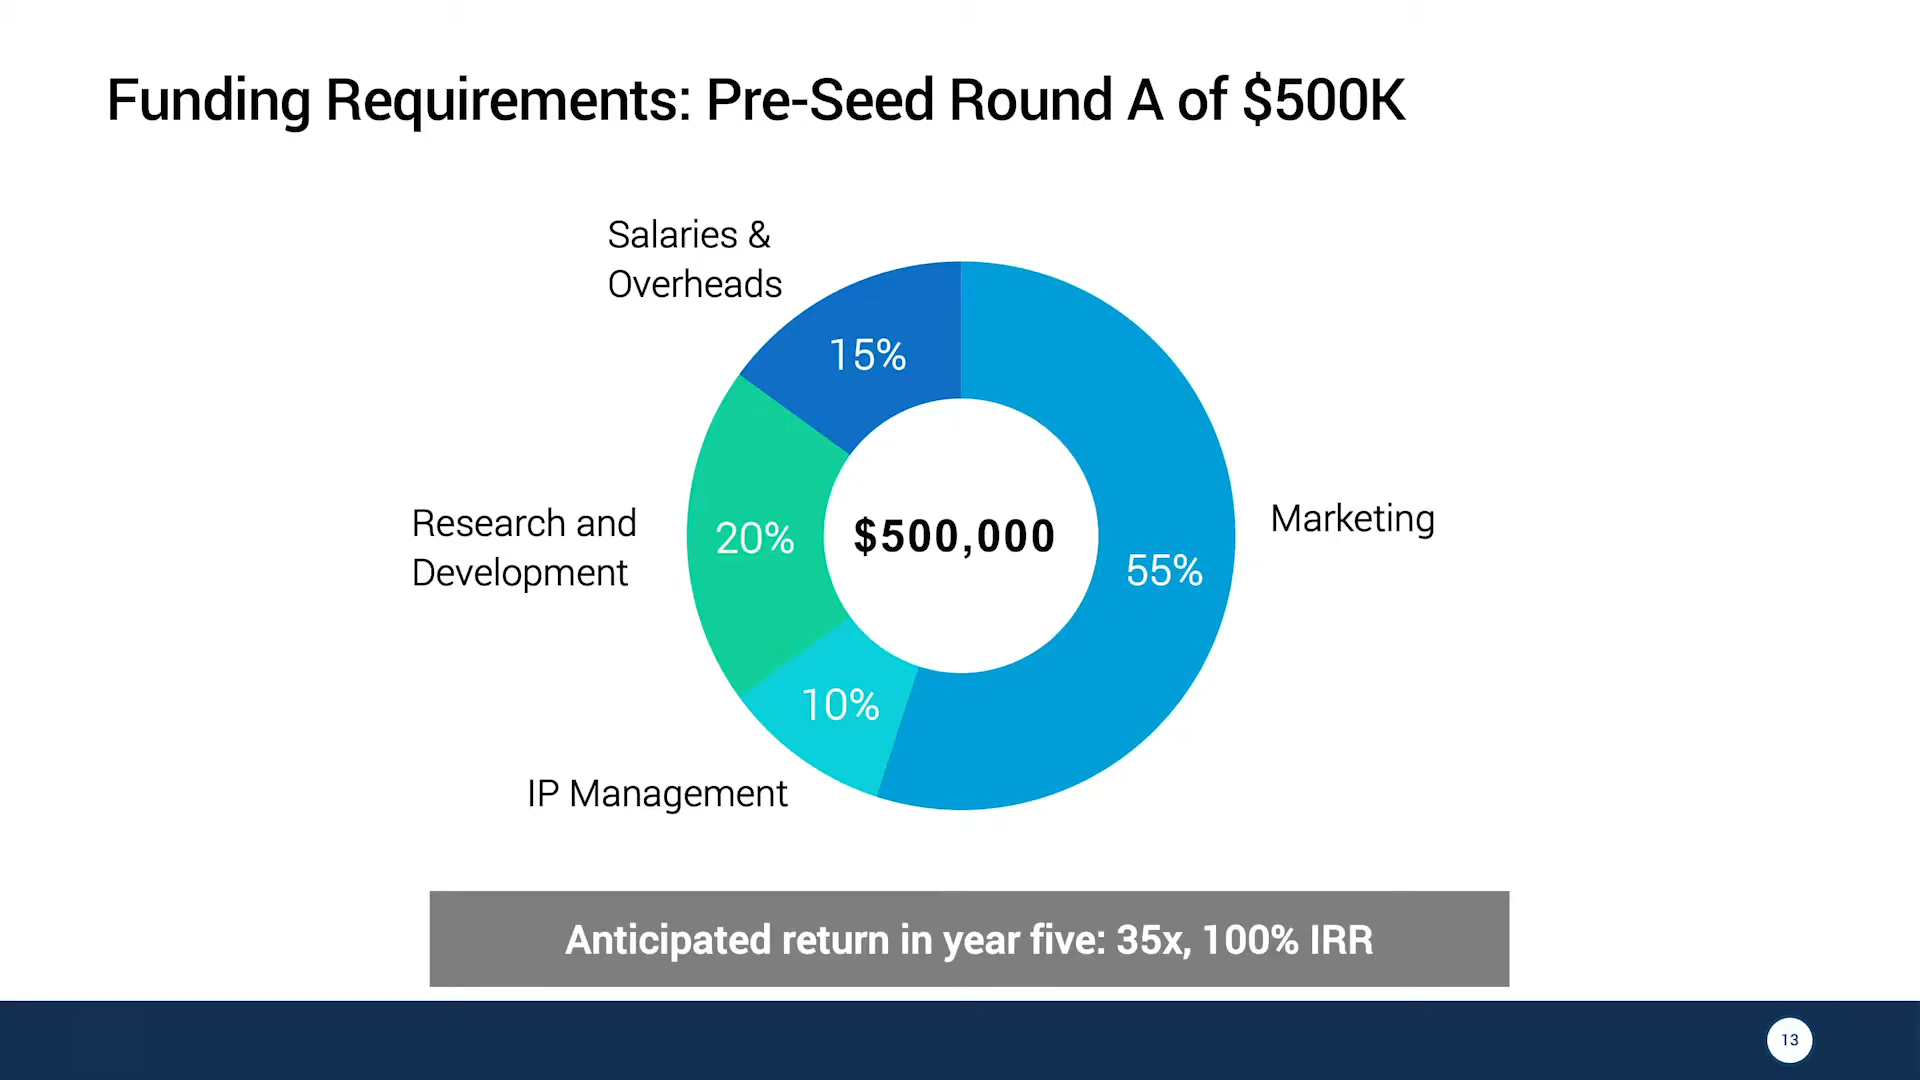 Funding Requirements: Pre-Seed Round A of $500K
Salaries &
Overheads
15%
Research and
Development
20%
$500,000
Marketing
55%
10%
IP Management
Anticipated return in year five: 35x, 100% IRR
13